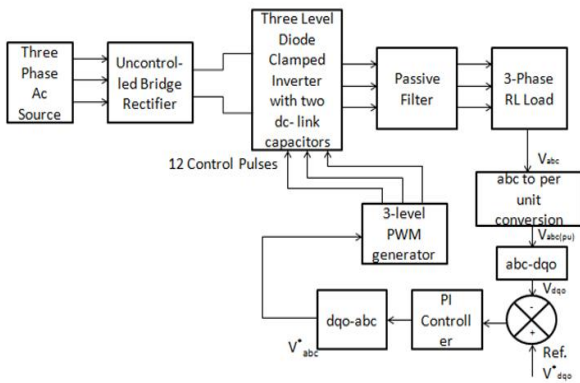 Three
Phase
Ac
Source
Uncontrol-
led Bridge
Rectifier
Three Level
Diode
Clamped
Inverter
with two
dc- link
capacitors
Passive
Filter
3-Phase
RL Load
Vabc
12 Control Pulses
abc to per
unit
conversion
Vabc(pu)
3-level
PWM
generator
abc-dqo
Vdqo
dqo-abc
PI
Controll
er
-
+
V*abc
Ref.
V*dqo